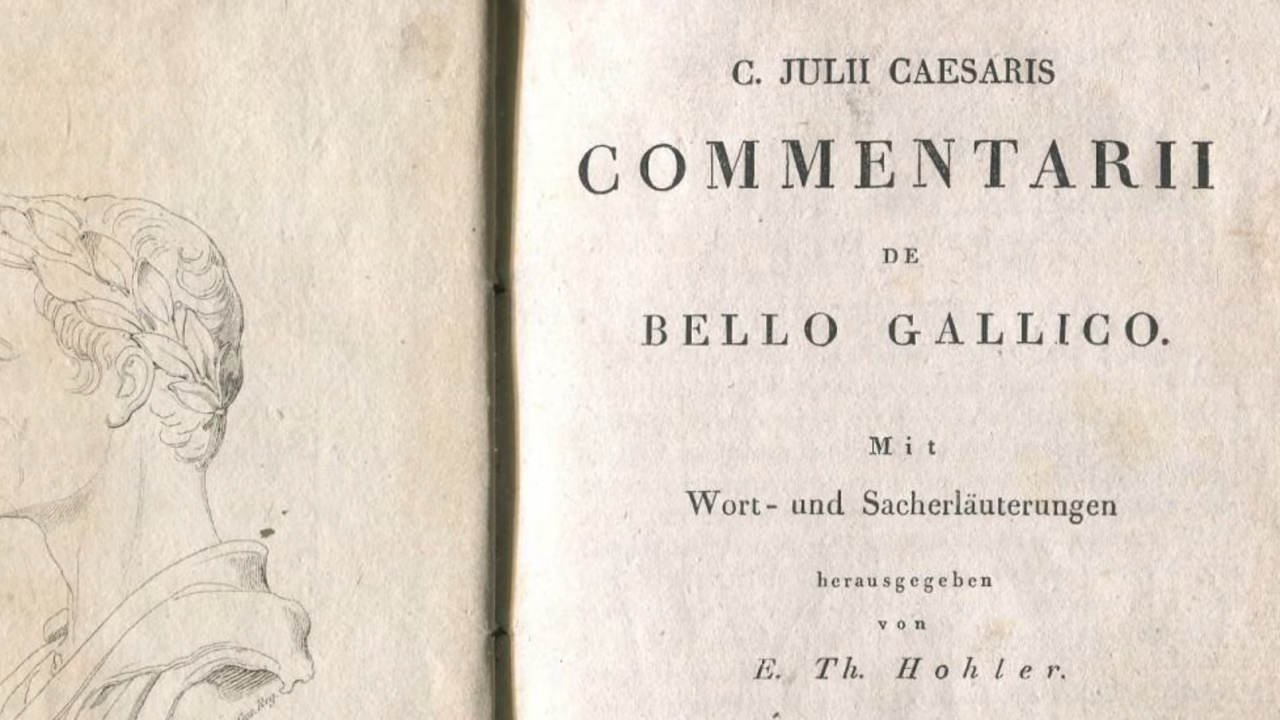 C. JULII CAESARIS
COMMENTARII
DE
BELLO GALLICO.
Mit
Wort- und Sacherläuterungen
herausgegeben
von
E. Th. Hohler.